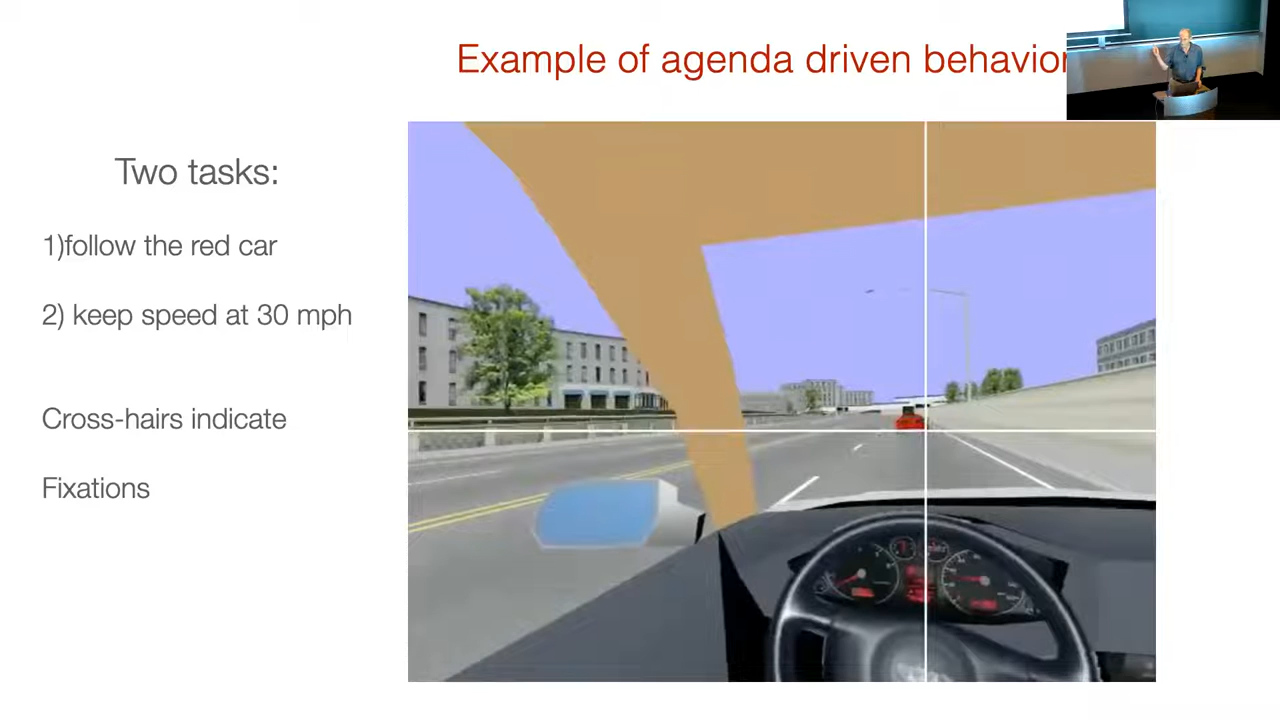 Example of agenda driven behavior
Two tasks:
1)follow the red car
2) keep speed at 30 mph
Cross-hairs indicate
Fixations